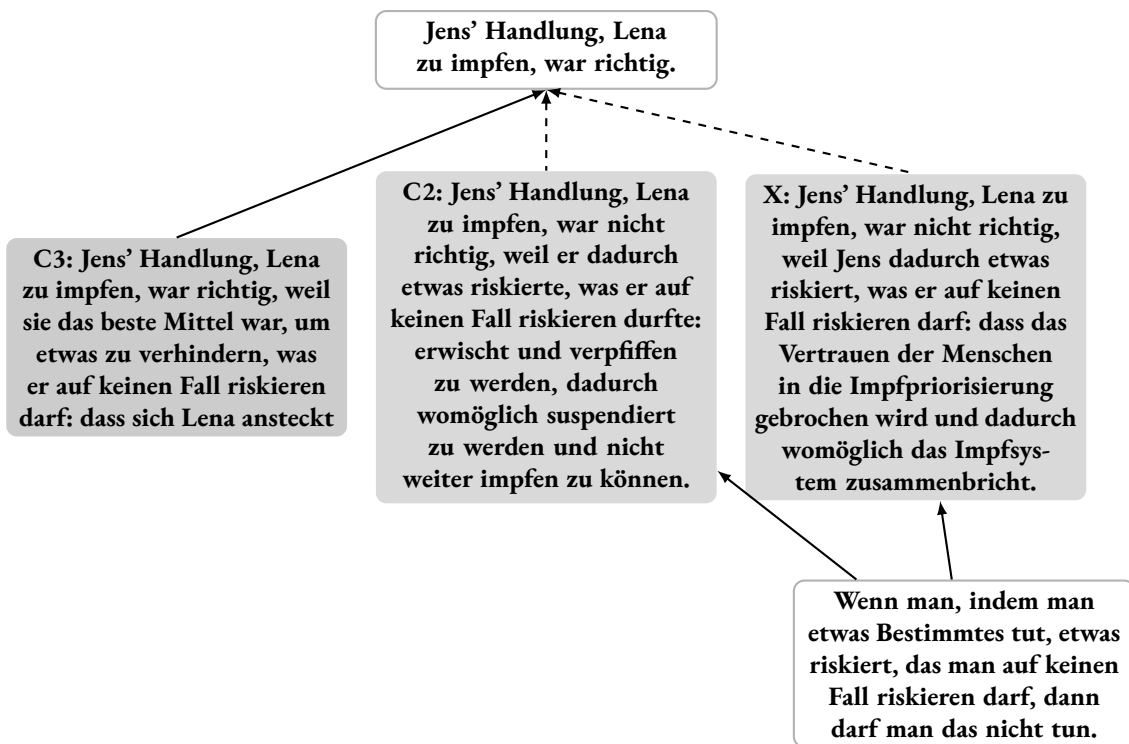 Jens’ Handlung, Lena
zu impfen, war richtig.
C3: Jens’ Handlung, Lena
zu impfen, war richtig, weil
sie das beste Mittel war, um
etwas zu verhindern, was
er auf keinen Fall riskieren
darf: dass sich Lena ansteckt
C2: Jens’ Handlung, Lena
zu impfen, war nicht
richtig, weil er dadurch
etwas riskierte, was er auf
keinen Fall riskieren durfte:
erwischt und verpfiffen
zu werden, dadurch
womöglich suspendiert
zu werden und nicht
weiter impfen zu können.
X: Jens’ Handlung, Lena zu
impfen, war nicht richtig,
weil Jens dadurch etwas
riskiert, was er auf keinen
Fall riskieren darf: dass das
Vertrauen der Menschen
in die Impfpriorisierung
gebrochen wird und dadurch
womöglich das Impfsys-
tem zusammenbricht.
Wenn man, indem man
etwas Bestimmtes tut, etwas
riskiert, das man auf keinen
Fall riskieren darf, dann
darf man das nicht tun.